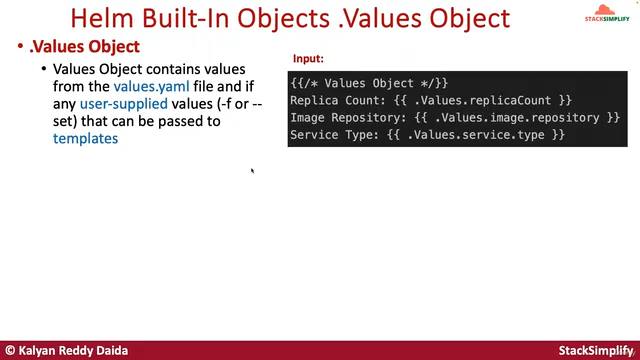 Helm Built-In Objects .Values Object
STACKSIMPLIFY
• .Values Object
• Values Object contains values
from the values.yaml file and if
any user-supplied values (-f or --
set) that can be passed to
templates
Input:
{{/* Values Object */}}
Replica Count: {{ .Values.replicaCount }}
Image Repository: {{ .Values.image.repository }}
Service Type: {{ .Values.service.type }}
© Kalyan Reddy Daida
StackSimplify